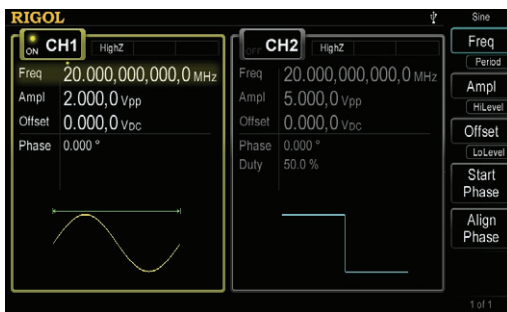 RIGOL
Sine
ON CH1 HighZ
Freq 20.000,000,000,0 MHz
Ampl 2.000,0 Vpp
Offset 0.000,0 VDC
Phase 0.000 °
OFF CH2 HighZ
Freq 20.000,000,000,0 MHz
Ampl 5.000,0 Vpp
Offset 0.000,0 VDC
Phase 0.000 °
Duty 50.0 %
Freq
Period
Ampl
HiLevel
Offset
LoLevel
Start
Phase
Align
Phase
1 of 1